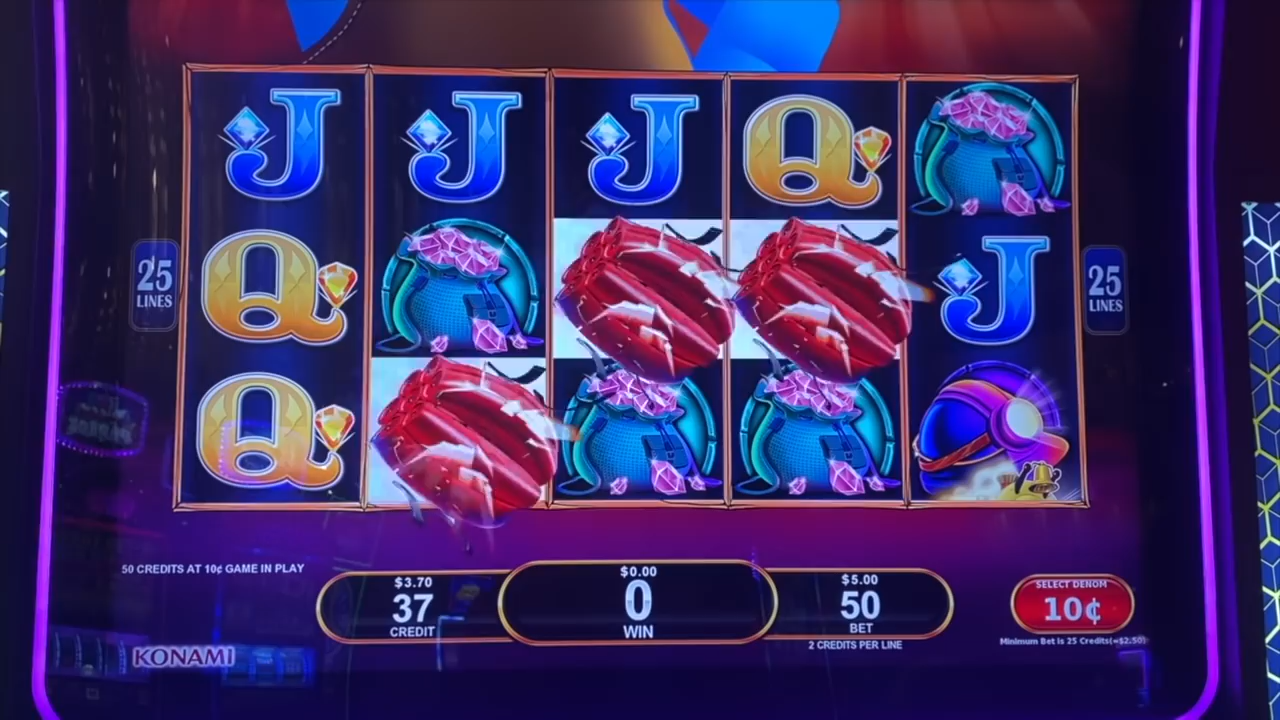 J J J Q
25 LINES
Q J
25 LINES
Q
50 CREDITS AT 10¢ GAME IN PLAY
$3.70
37
CREDIT
$0.00
0
WIN
$5.00
50
BET
2 CREDITS PER LINE
SELECT DENOM
10¢
Minimum Bet is 25 Credits(=$2.50)
KONAMI